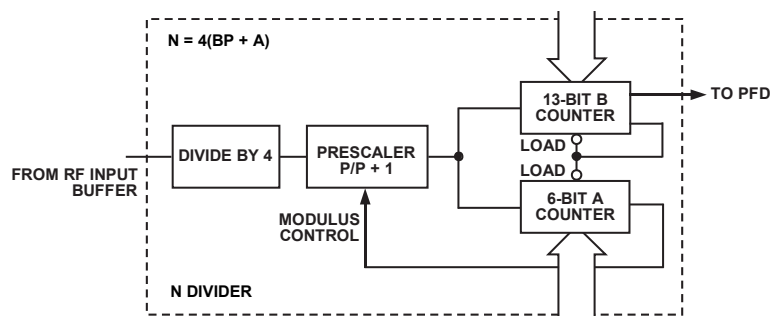 N = 4(BP + A)
13-BIT B
COUNTER
TO PFD
DIVIDE BY 4
PRESCALER
P/P + 1
LOAD
LOAD
FROM RF INPUT
BUFFER
MODULUS
CONTROL
6-BIT A
COUNTER
N DIVIDER